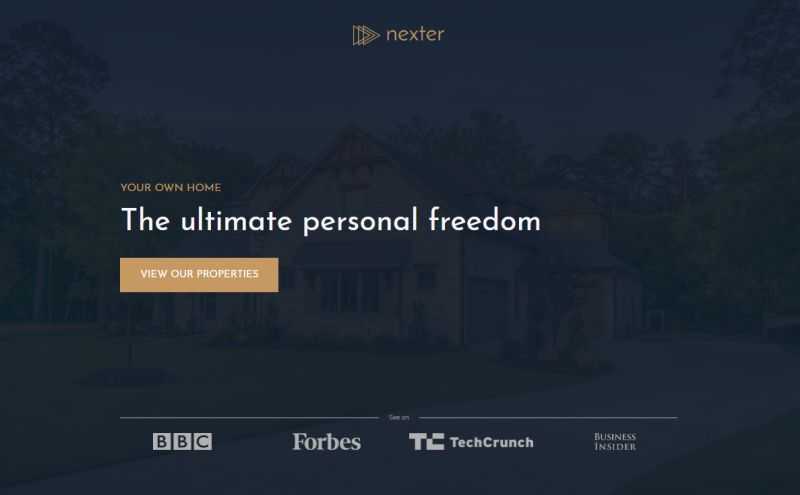 nexter
YOUR OWN HOME
The ultimate personal freedom
VIEW OUR PROPERTIES
See on
BBC
Forbes
TC TechCrunch
BUSINESS
INSIDER